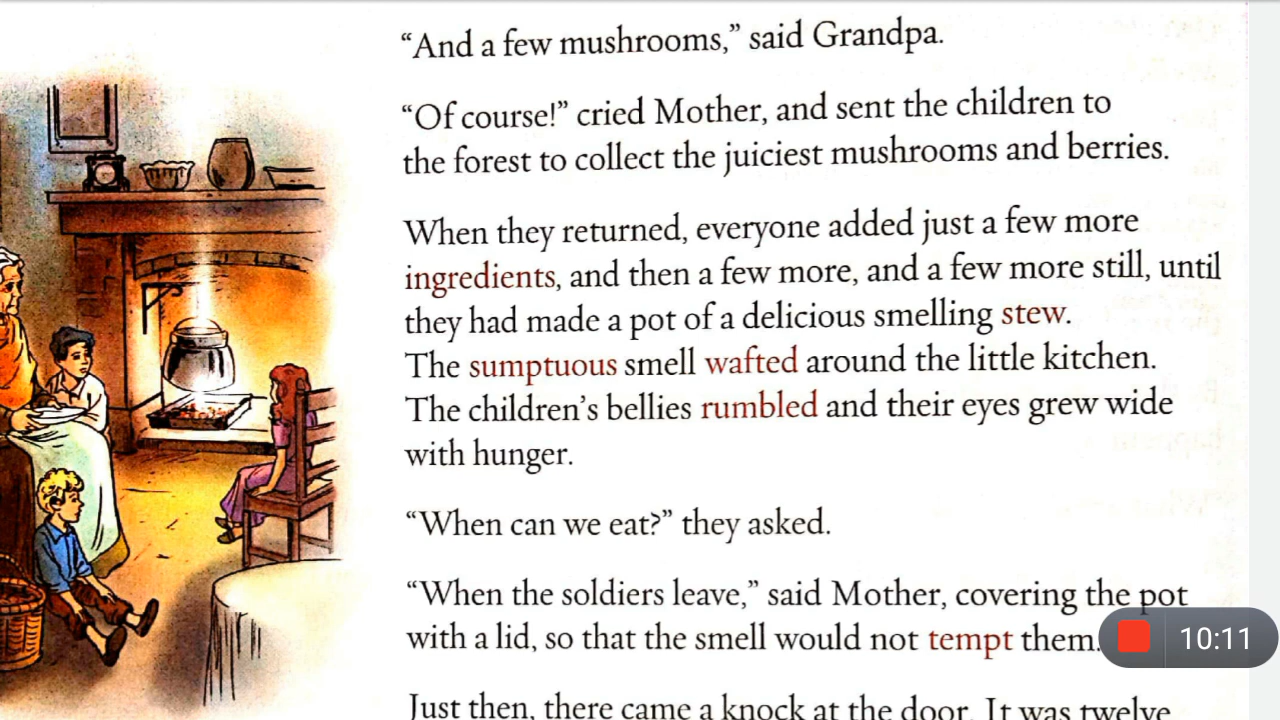 “And a few mushrooms,” said Grandpa.
“Of course!” cried Mother, and sent the children to
the forest to collect the juiciest mushrooms and berries.
When they returned, everyone added just a few more
ingredients, and then a few more, and a few more still, until
they had made a pot of a delicious smelling stew.
The sumptuous smell wafted around the little kitchen.
The children’s bellies rumbled and their eyes grew wide
with hunger.
“When can we eat?” they asked.
“When the soldiers leave,” said Mother, covering the pot
with a lid, so that the smell would not tempt them.
10:11
Just then, there came a knock at the door. It was twelve